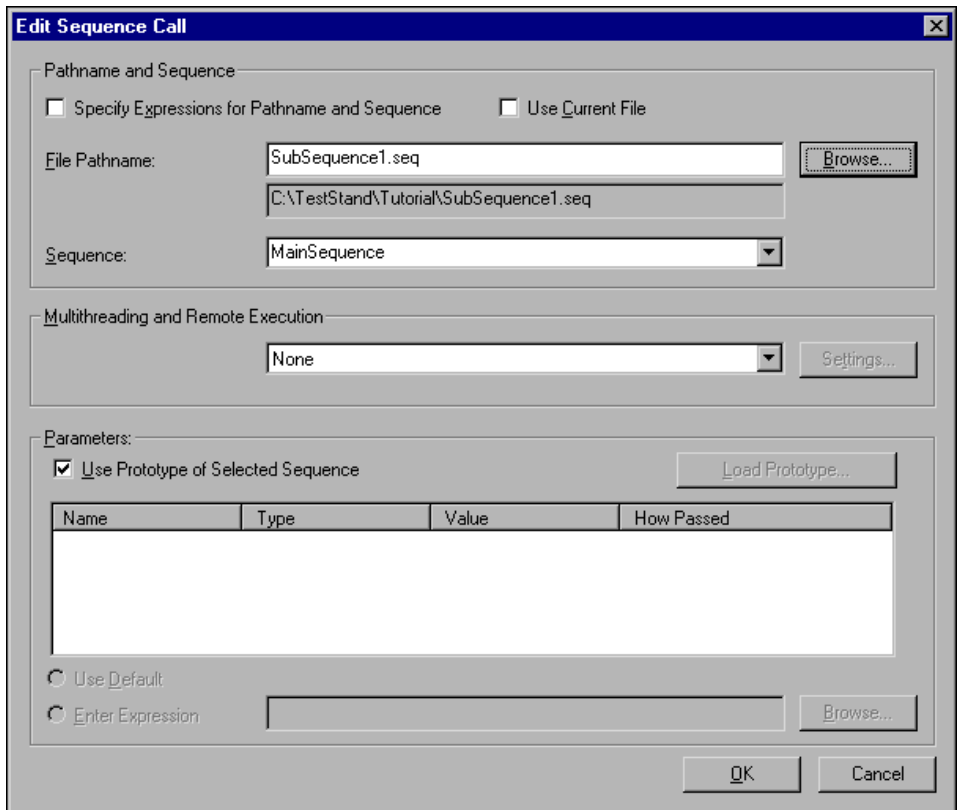 Edit Sequence Call
Pathname and Sequence
Specify Expressions for Pathname and Sequence
Use Current File
File Pathname:
SubSequence1.seq
Browse...
C:\TestStand\Tutorial\SubSequence1.seq
Sequence:
MainSequence
Multithreading and Remote Execution
None
Settings...
Parameters:
Use Prototype of Selected Sequence
Load Prototype...
Name Type Value How Passed
Use Default
Enter Expression
Browse...
OK
Cancel